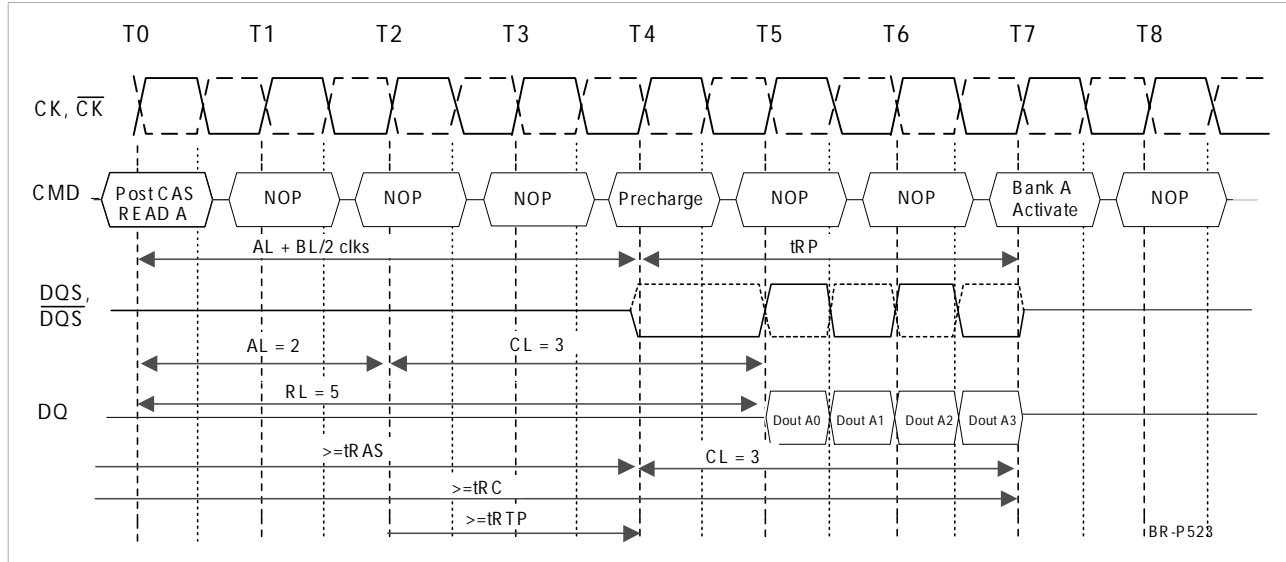 T0 T1 T2 T3 T4 T5 T6 T7 T8
CK, CK
CMD
Post CAS
READ A
NOP
NOP
NOP
Precharge
NOP
NOP
Bank A
Activate
NOP
AL + BL/2 clks
tRP
DQS,
DQS
AL = 2
CL = 3
RL = 5
DQ
Dout A0
Dout A1
Dout A2
Dout A3
>=tRAS
CL = 3
>=tRC
>=tRTP
BR-P523